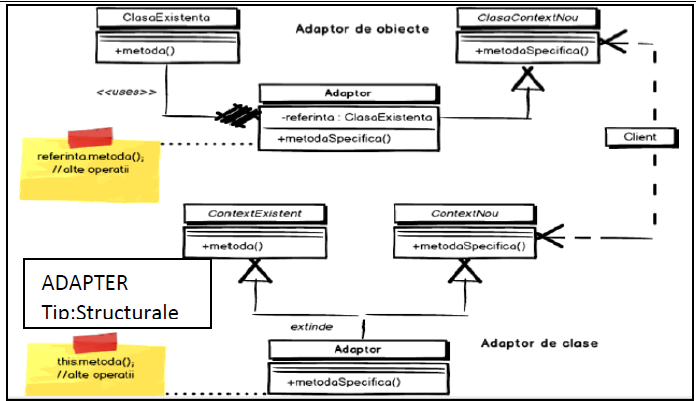 ClasaExistenta
+metoda()
Adaptor de obiecte
ClasaContextNou
+metodaSpecifica()
<<uses>>
Adaptor
-referinta : ClasaExistenta
+metodaSpecifica()
Client
referinta.metoda();
//alte operatii
ContextExistent
+metoda()
ContextNou
+metodaSpecifica()
ADAPTER
Tip:Structurale
extinde
Adaptor de clase
Adaptor
+metodaSpecifica()
this.metoda();
//alte operatii